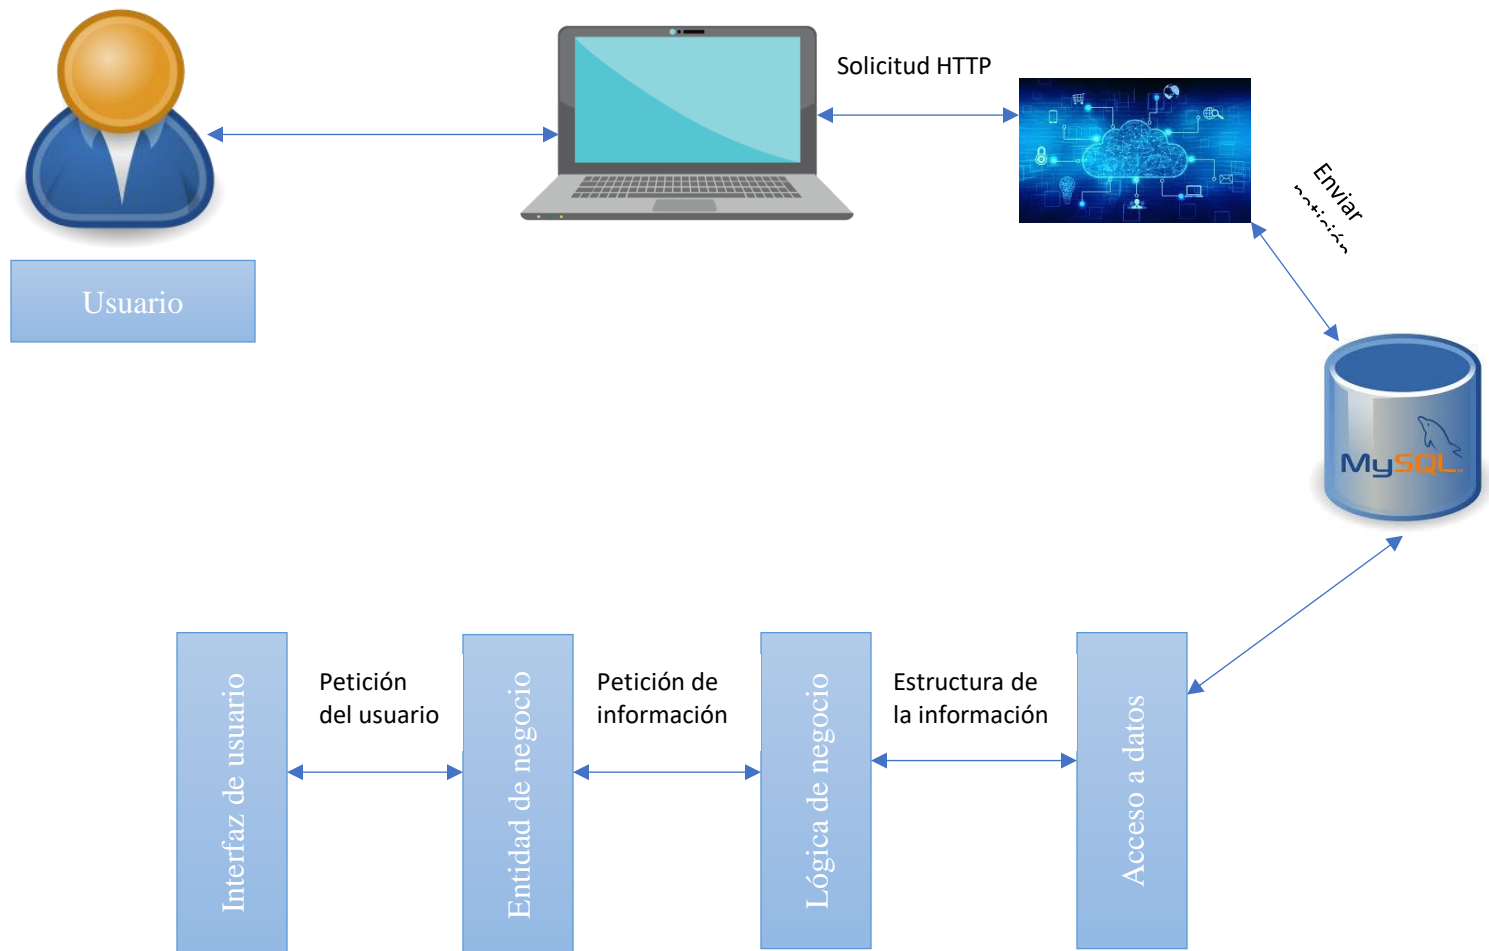 Solicitud HTTP
Enviar
Usuario
MySQL
Interfaz de usuario
Petición
del usuario
Entidad de negocio
Petición de
información
Lógica de negocio
Estructura de
la información
Acceso a datos